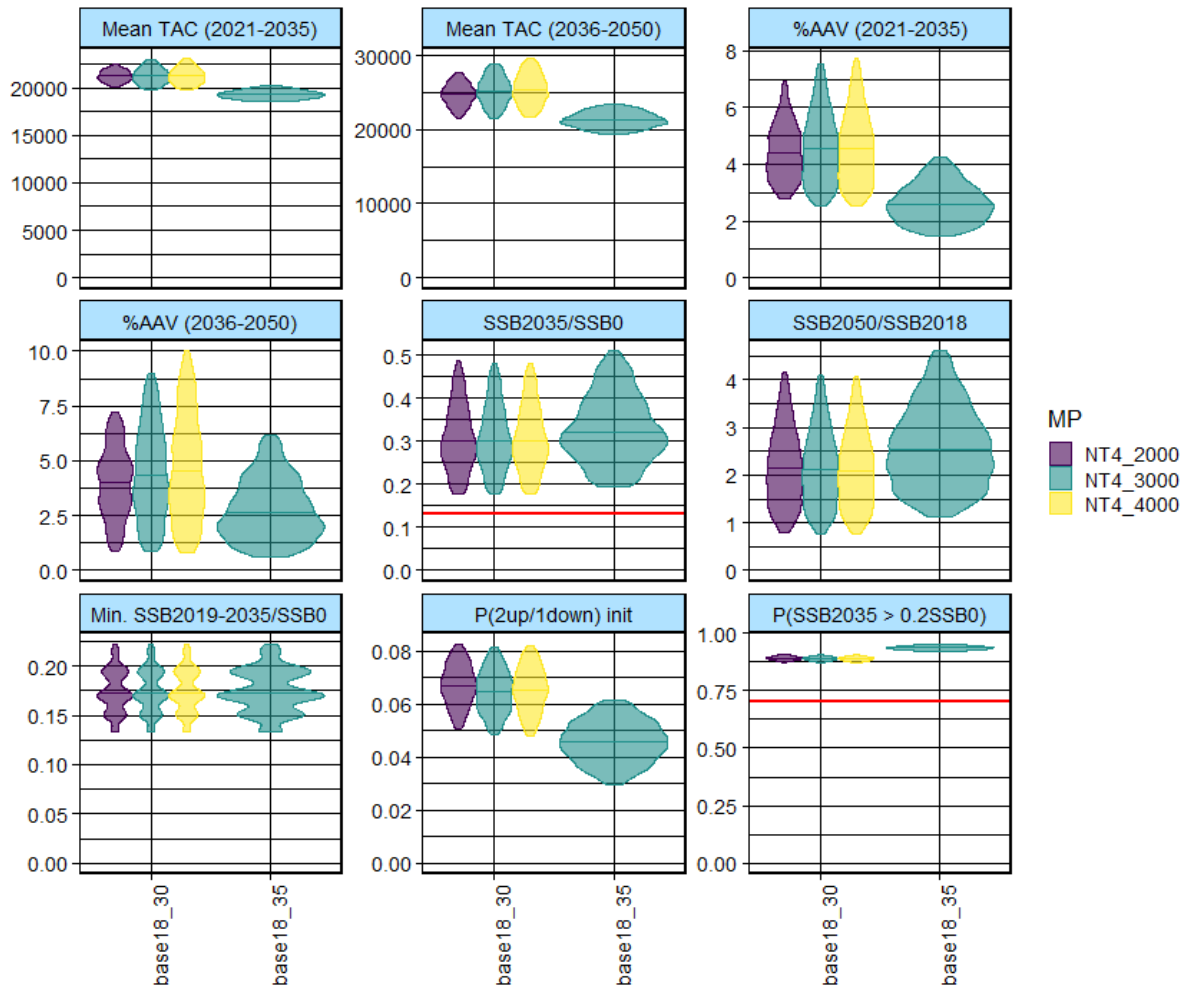 Mean TAC (2021-2035)
Mean TAC (2036-2050)
%AAV (2021-2035)
20000
15000
10000
5000
0
30000
20000
10000
0
8
6
4
2
0
%AAV (2036-2050)
SSB2035/SSB0
SSB2050/SSB2018
10.0
7.5
5.0
2.5
0.0
0.5
0.4
0.3
0.2
0.1
0.0
4
3
2
1
0
MP
NT4_2000
NT4_3000
NT4_4000
Min. SSB2019-2035/SSB0
P(2up/1down) init
P(SSB2035 > 0.2SSB0)
0.20
0.15
0.10
0.05
0.00
0.08
0.06
0.04
0.02
0.00
1.00
0.75
0.50
0.25
0.00
base18_30
base18_35
base18_30
base18_35
base18_30
base18_35